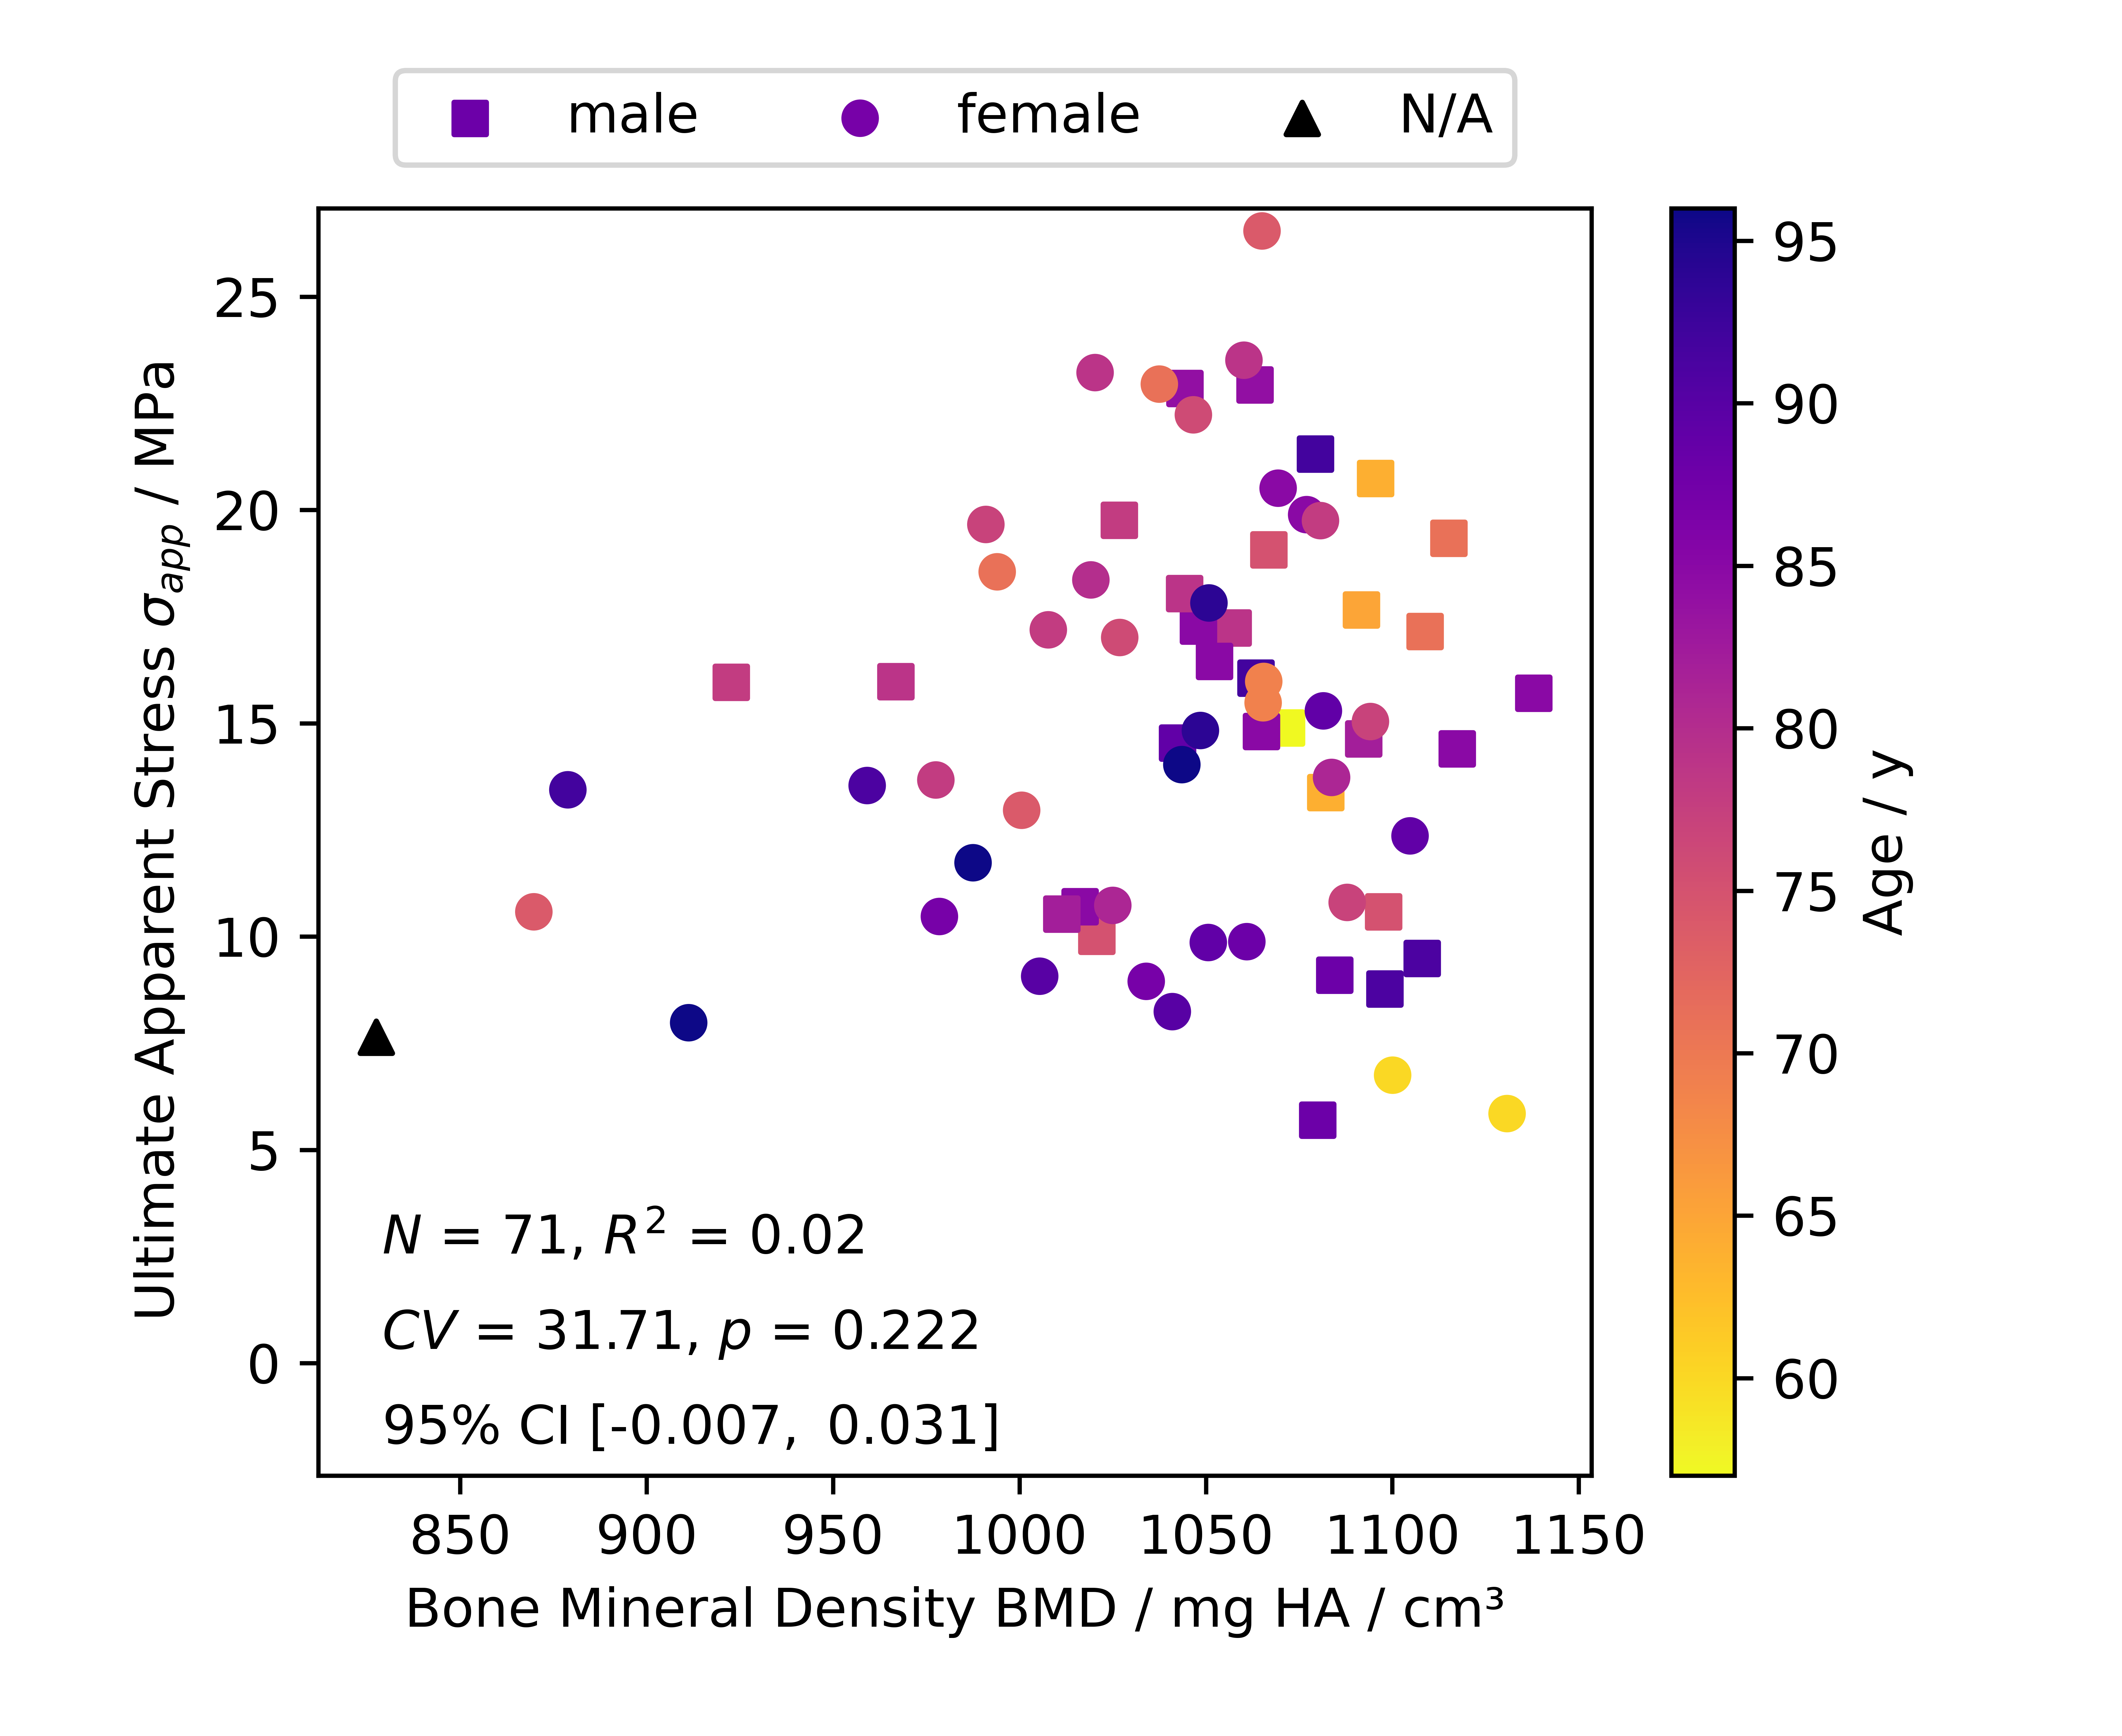 male female N/A
Ultimate Apparent Stress σapp / MPa
25
20
15
10
5
0
N = 71, R² = 0.02
CV = 31.71, p = 0.222
95% CI [-0.007, 0.031]
850 900 950 1000 1050 1100 1150
Bone Mineral Density BMD / mg HA / cm³
95
90
85
80
75
70
65
60
Age / y